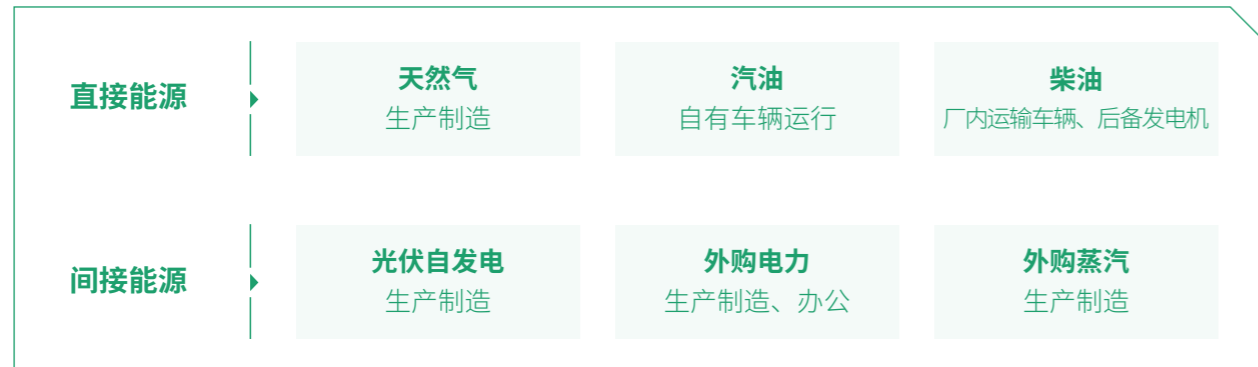 直接能源
天然气
生产制造
汽油
自有车辆运行
柴油
厂内运输车辆、后备发电机
间接能源
光伏自发电
生产制造
外购电力
生产制造、办公
外购蒸汽
生产制造